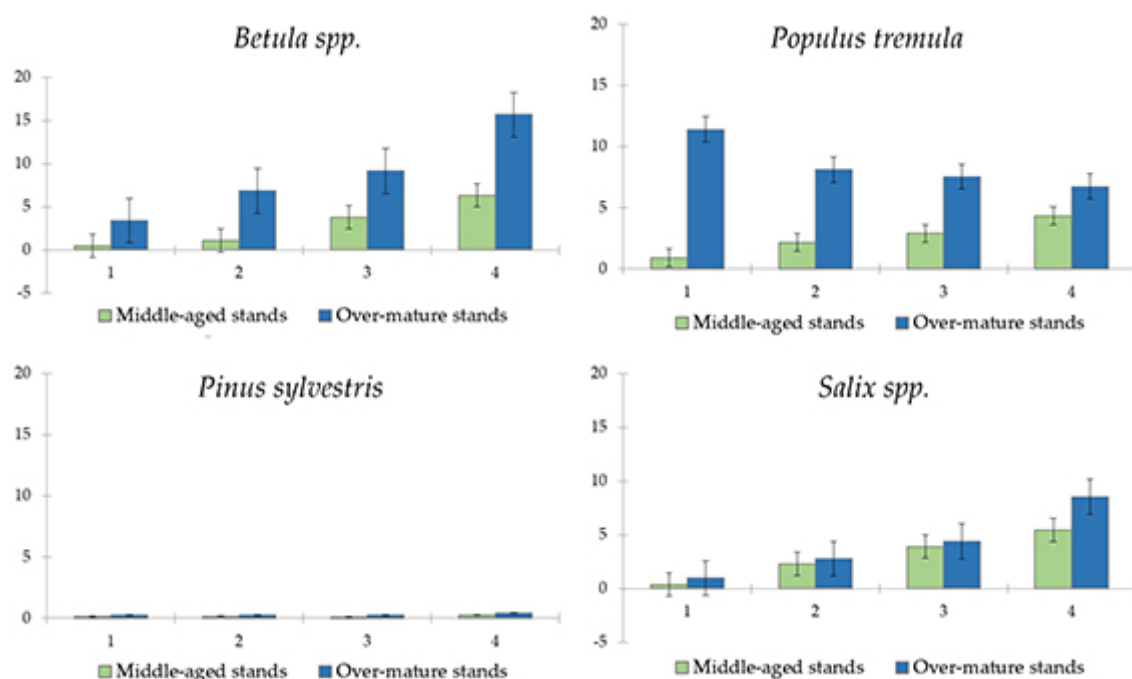 Betula spp.
20
15
10
5
0
-5
1 2 3 4
Middle-aged stands Over-mature stands
Populus tremula
20
15
10
5
0
1 2 3 4
Middle-aged stands Over-mature stands
Pinus sylvestris
20
15
10
5
0
1 2 3 4
Middle-aged stands Over-mature stands
Salix spp.
20
15
10
5
0
-5
1 2 3 4
Middle-aged stands Over-mature stands